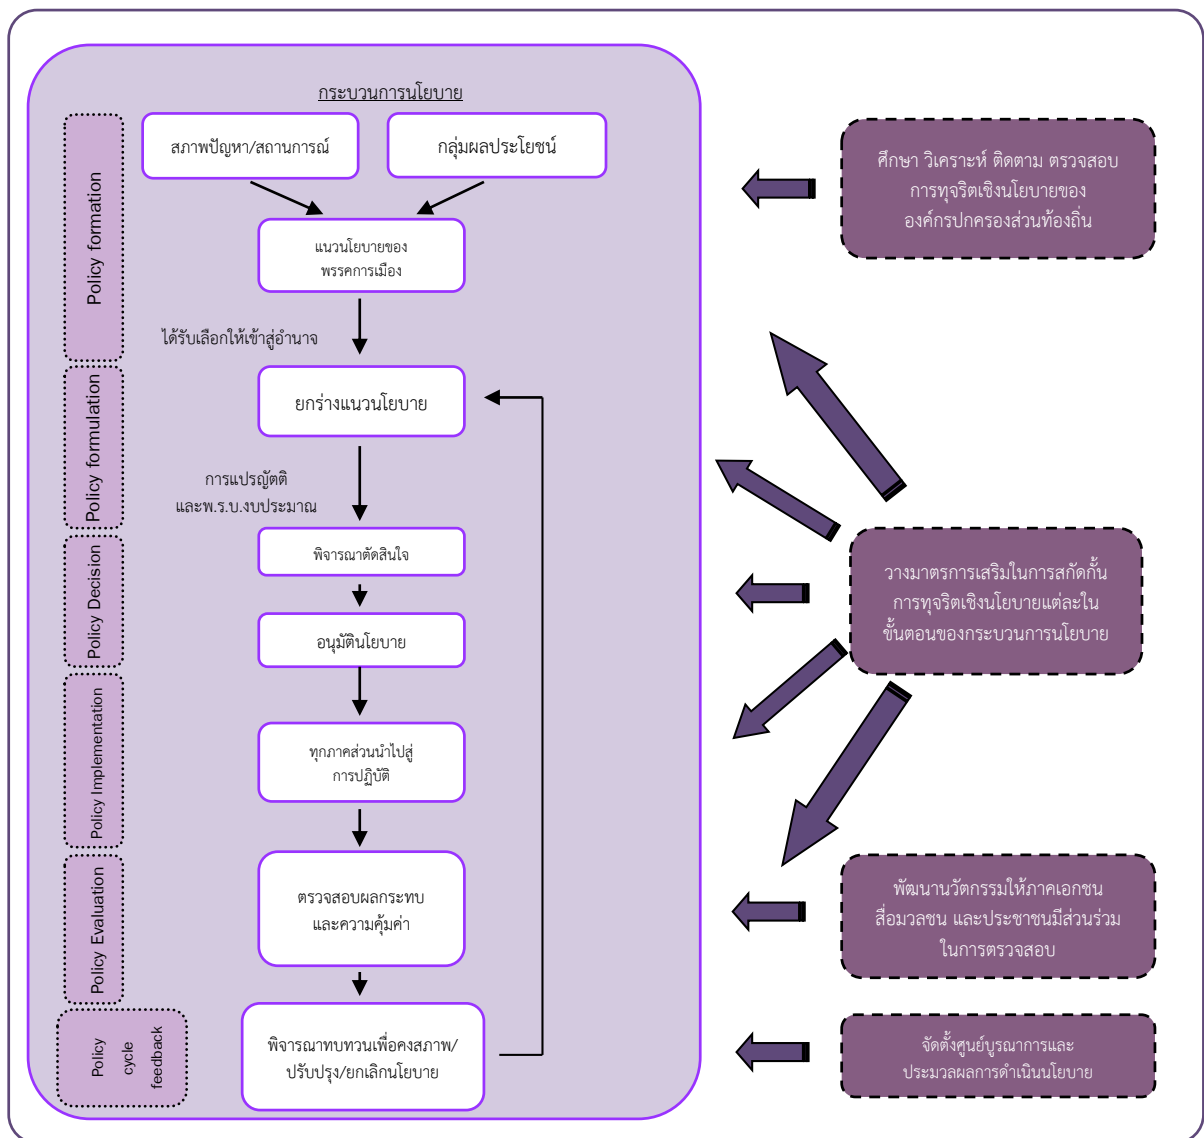 กระบวนการนโยบาย
Policy formation
สภาพปัญหา/สถานการณ์
กลุ่มผลประโยชน์
แนวนโยบายของ
พรรคการเมือง
ได้รับเลือกให้เข้าสู่อำนาจ
Policy formulation
ยกร่างแนวนโยบาย
การแปรญัตติ
และพ.ร.บ.งบประมาณ
Policy Decision
พิจารณาตัดสินใจ
อนุมัตินโยบาย
Policy Implementation
ทุกภาคส่วนนำไปสู่
การปฏิบัติ
Policy Evaluation
ตรวจสอบผลกระทบ
และความคุ้มค่า
Policy
cycle
feedback
พิจารณาทบทวนเพื่อคงสภาพ/
ปรับปรุง/ยกเลิกนโยบาย
ศึกษา วิเคราะห์ ติดตาม ตรวจสอบ
การทุจริตเชิงนโยบายของ
องค์กรปกครองส่วนท้องถิ่น
วางมาตรการเสริมในการสกัดกั้น
การทุจริตเชิงนโยบายแต่ละใน
ขั้นตอนของกระบวนการนโยบาย
พัฒนานวัตกรรมให้ภาคเอกชน
สื่อมวลชน และประชาชนมีส่วนร่วม
ในการตรวจสอบ
จัดตั้งศูนย์บูรณาการและ
ประมวลผลการดำเนินนโยบาย